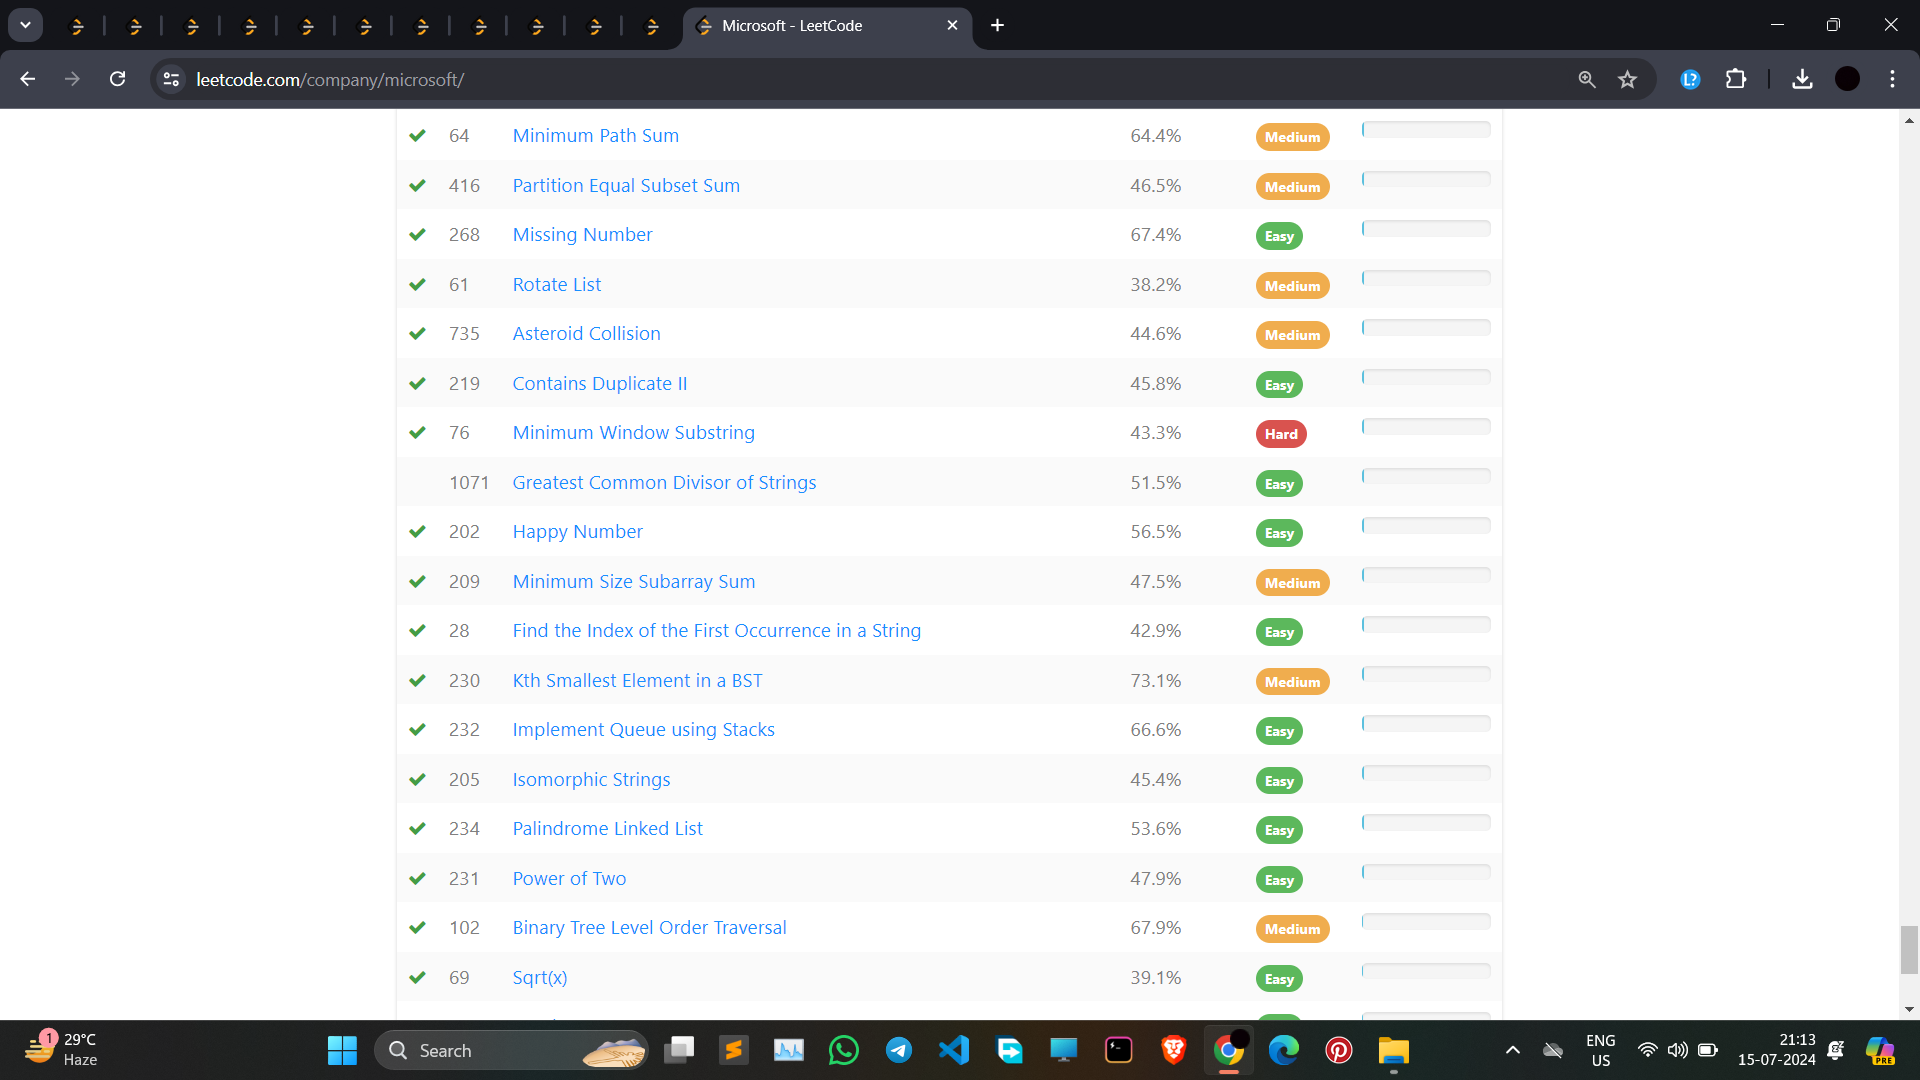 Microsoft - LeetCode
leetcode.com/company/microsoft/
64 Minimum Path Sum 64.4% Medium
416 Partition Equal Subset Sum 46.5% Medium
268 Missing Number 67.4% Easy
61 Rotate List 38.2% Medium
735 Asteroid Collision 44.6% Medium
219 Contains Duplicate II 45.8% Easy
76 Minimum Window Substring 43.3% Hard
1071 Greatest Common Divisor of Strings 51.5% Easy
202 Happy Number 56.5% Easy
209 Minimum Size Subarray Sum 47.5% Medium
28 Find the Index of the First Occurrence in a String 42.9% Easy
230 Kth Smallest Element in a BST 73.1% Medium
232 Implement Queue using Stacks 66.6% Easy
205 Isomorphic Strings 45.4% Easy
234 Palindrome Linked List 53.6% Easy
231 Power of Two 47.9% Easy
102 Binary Tree Level Order Traversal 67.9% Medium
69 Sqrt(x) 39.1% Easy
1 29°C
Haze
Search
ENG
US
21:13
15-07-2024
PRE